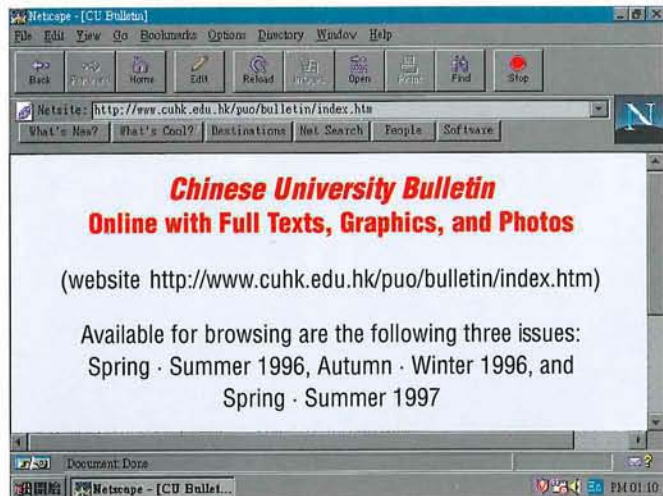 Netscape - [CU Bulletin]
File Edit View Go Bookmarks Options Directory Window Help
Back Forward Home Edit Reload Images Open Print Find Stop
Netsite: http://www.cuhk.edu.hk/puo/bulletin/index.htm
N
What's New? What's Cool? Destinations Net Search People Software
Chinese University Bulletin
Online with Full Texts, Graphics, and Photos
(website http://www.cuhk.edu.hk/puo/bulletin/index.htm)
Available for browsing are the following three issues:
Spring · Summer 1996, Autumn · Winter 1996, and
Spring · Summer 1997
Document: Done
開始 Netscape - [CU Bullet... PM 01:10